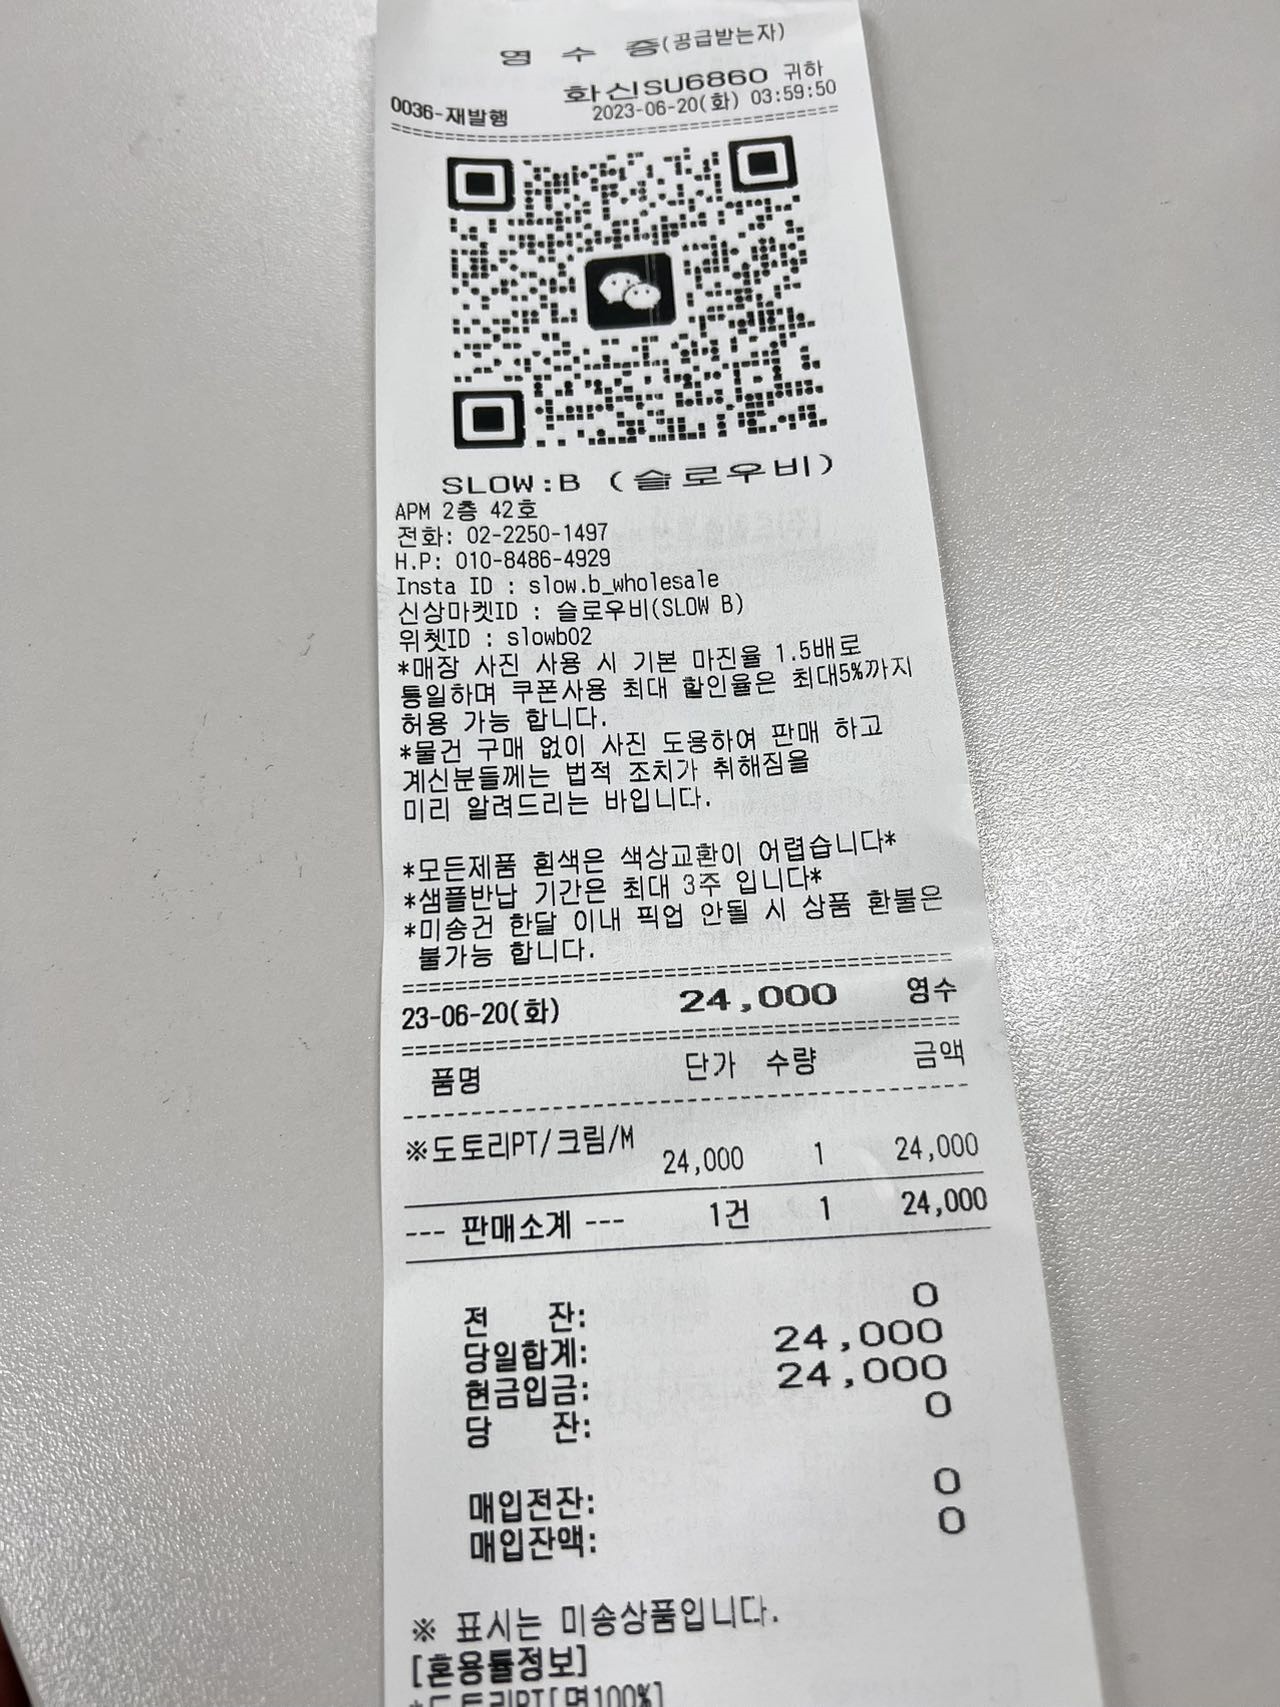 영 수 증(공급받는자)
화신!SU6860 귀하
0036-재발행 2023-06-20(화) 03:59:50
SLOW:B (슬로우비)
APM 2층 42호
전화: 02-2250-1497
H.P: 010-8486-4929
Insta ID : slow.b_wholesale
신상마켓ID : 슬로우비(SLOW B)
위쳇ID : slowb02
*매장 사진 사용 시 기본 마진율 1.5배로
통일하며 쿠폰사용 최대 할인율은 최대5%까지
허용 가능 합니다.
*물건 구매 없이 사진 도용하여 판매 하고
계신분들께는 법적 조치가 취해짐을
미리 알려드리는 바입니다.
*모든제품 흰색은 색상교환이 어렵습니다*
*샘플반납 기간은 최대 3주 입니다*
*미송건 한달 이내 픽업 안될 시 상품 환불은
불가능 합니다.
23-06-20(화) 24,000 영수
품명 단가 수량 금액
※도토리PT/크림/M 24,000 1 24,000
--- 판매소계 --- 1건 1 24,000
전 잔: 0
당일합계: 24,000
현금입금: 24,000
당 잔: 0
매입전잔: 0
매입잔액: 0
※ 표시는 미송상품입니다.
[혼용률정보]
*도토리PT[면100%]